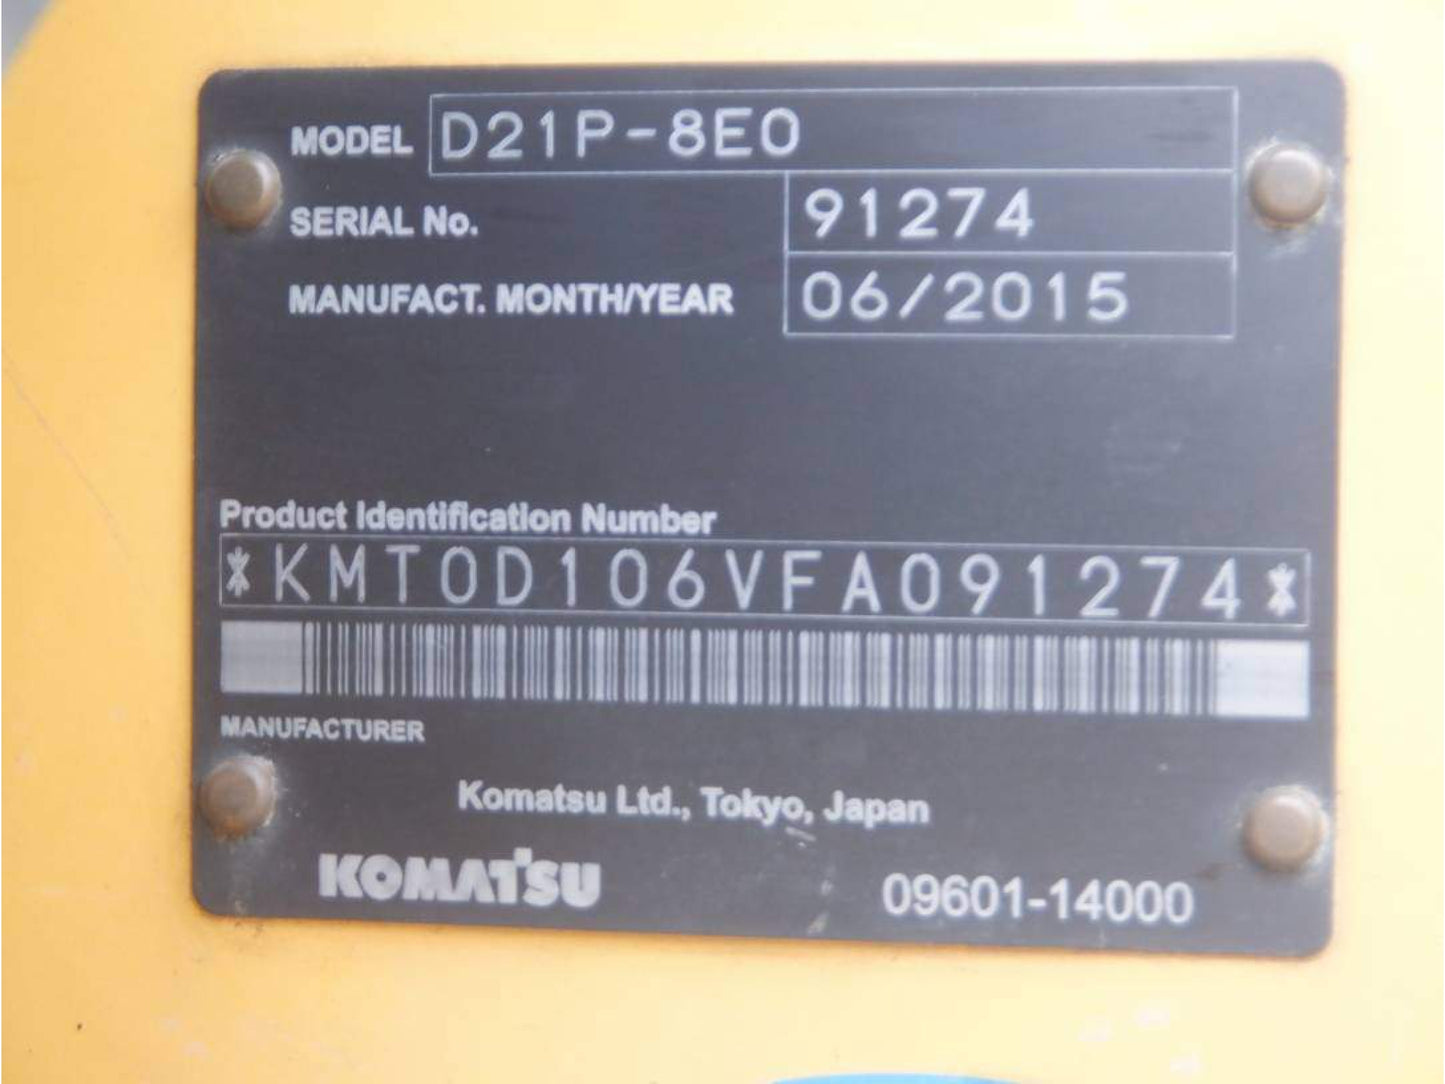 MODEL D21P-8E0
SERIAL No. 91274
MANUFACT. MONTH/YEAR 06/2015
Product Identification Number
*KMT0D106VFA091274*
MANUFACTURER
Komatsu Ltd., Tokyo, Japan
KOMATSU 09601-14000